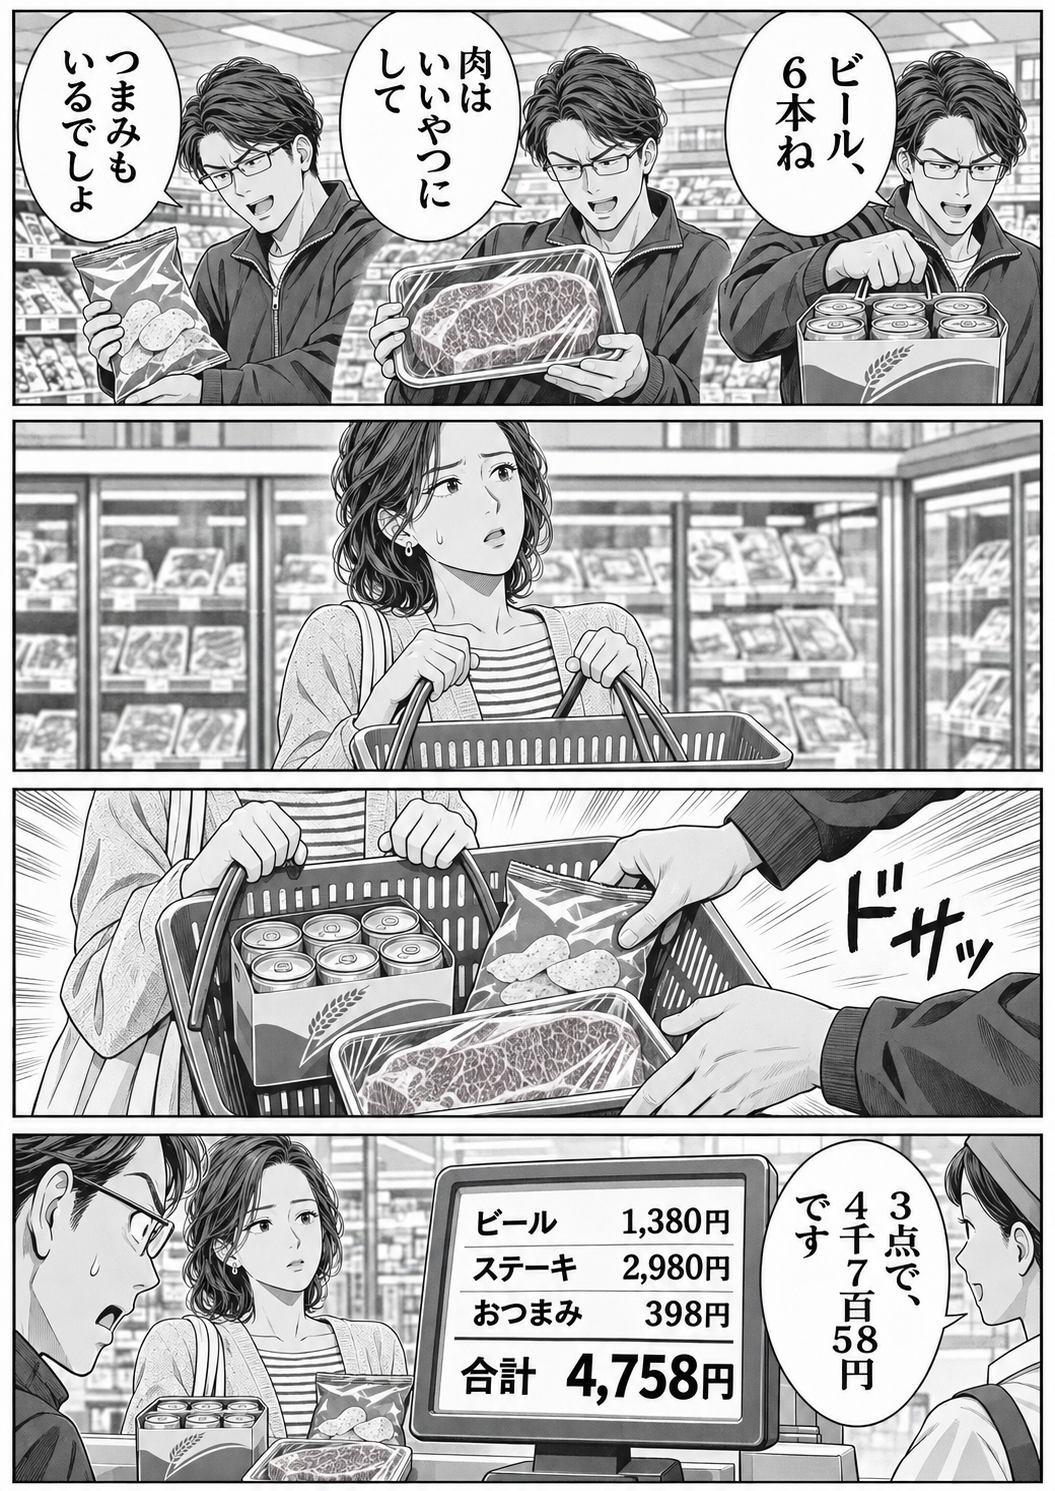 ビール、
6本ね
肉は
いいやつに
して
つまみも
いるでしょ
ドサッ
ビール 1,380円
ステーキ 2,980円
おつまみ 398円
合計 4,758円
3点で、
4千7百58円
です